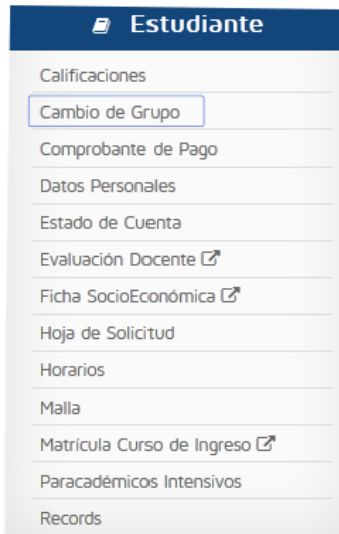 Estudiante
Calificaciones
Cambio de Grupo
Comprobante de Pago
Datos Personales
Estado de Cuenta
Evaluación Docente
Ficha SocioEconómica
Hoja de Solicitud
Horarios
Malla
Matrícula Curso de Ingreso
Paracadémicos Intensivos
Records